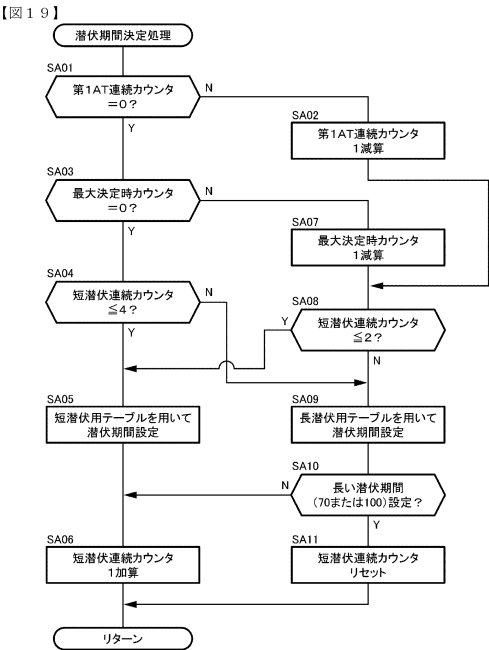 【図１９】
潜伏期間決定処理
SA01
第1AT連続カウンタ
＝０？
N
Y
SA02
第1AT連続カウンタ
1減算
SA03
最大決定時カウンタ
＝０？
N
Y
SA07
最大決定時カウンタ
1減算
SA04
短潜伏連続カウンタ
≦4？
N
Y
SA08
短潜伏連続カウンタ
≦2？
Y
N
SA05
短潜伏用テーブルを用いて
潜伏期間設定
SA09
長潜伏用テーブルを用いて
潜伏期間設定
SA10
長い潜伏期間
(70または100)設定？
N
Y
SA06
短潜伏連続カウンタ
1加算
SA11
短潜伏連続カウンタ
リセット
リターン